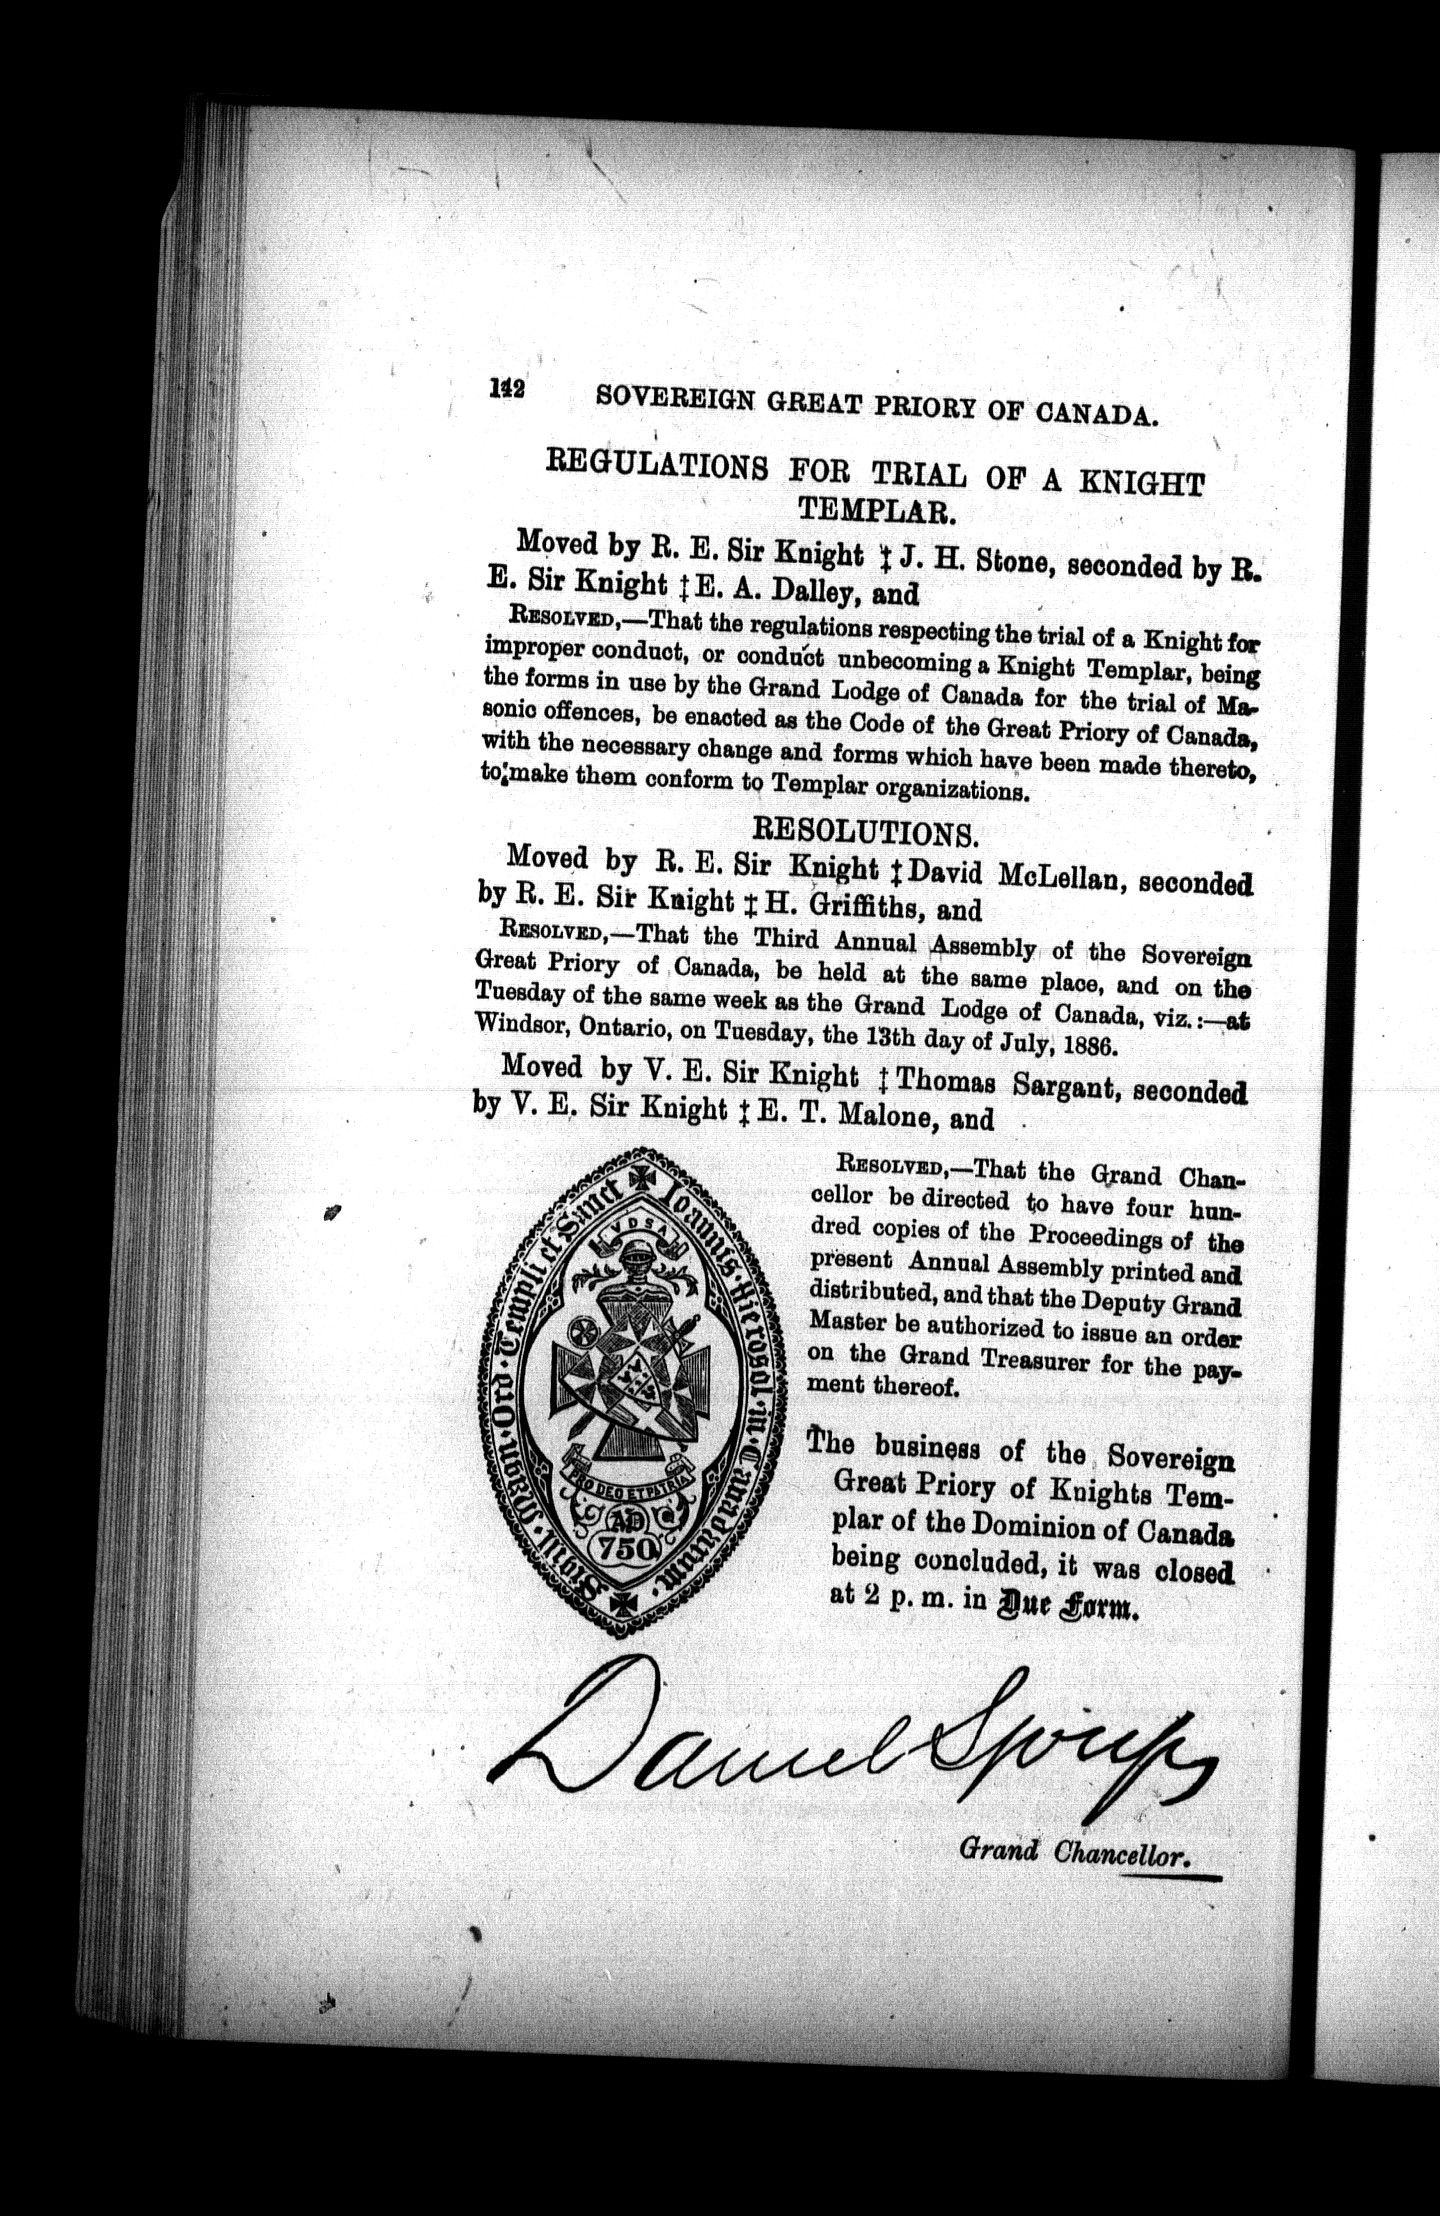 142 SOVEREIGN GREAT PRIORY OF CANADA.
REGULATIONS FOR TRIAL OF A KNIGHT
TEMPLAR.
Moved by R. E. Sir Knight ‡ J. H. Stone, seconded by R.
E. Sir Knight ‡ E. A. Dalley, and
RESOLVED,—That the regulations respecting the trial of a Knight for
improper conduct, or conduct unbecoming a Knight Templar, being
the forms in use by the Grand Lodge of Canada for the trial of Ma-
sonic offences, be enacted as the Code of the Great Priory of Canada,
with the necessary change and forms which have been made thereto,
to make them conform to Templar organizations.
RESOLUTIONS.
Moved by R. E. Sir Knight ‡ David McLellan, seconded
by R. E. Sir Knight ‡ H. Griffiths, and
RESOLVED,—That the Third Annual Assembly of the Sovereign
Great Priory of Canada, be held at the same place, and on the
Tuesday of the same week as the Grand Lodge of Canada, viz.:—at
Windsor, Ontario, on Tuesday, the 13th day of July, 1886.
Moved by V. E. Sir Knight ‡ Thomas Sargant, seconded
by V. E. Sir Knight ‡ E. T. Malone, and
RESOLVED,—That the Grand Chan-
cellor be directed to have four hun-
dred copies of the Proceedings of the
present Annual Assembly printed and
distributed, and that the Deputy Grand
Master be authorized to issue an order
on the Grand Treasurer for the pay-
ment thereof.
The business of the Sovereign
Great Priory of Knights Tem-
plar of the Dominion of Canada
being concluded, it was closed
at 2 p. m. in Due Form.
Sigill. Magn. Ord. Templi et Sanct Ioannis. Hierosol. in. Canadarum.
V D S A
PRO DEO ET PATRIA
AD
750
Daniel Spry
Grand Chancellor.